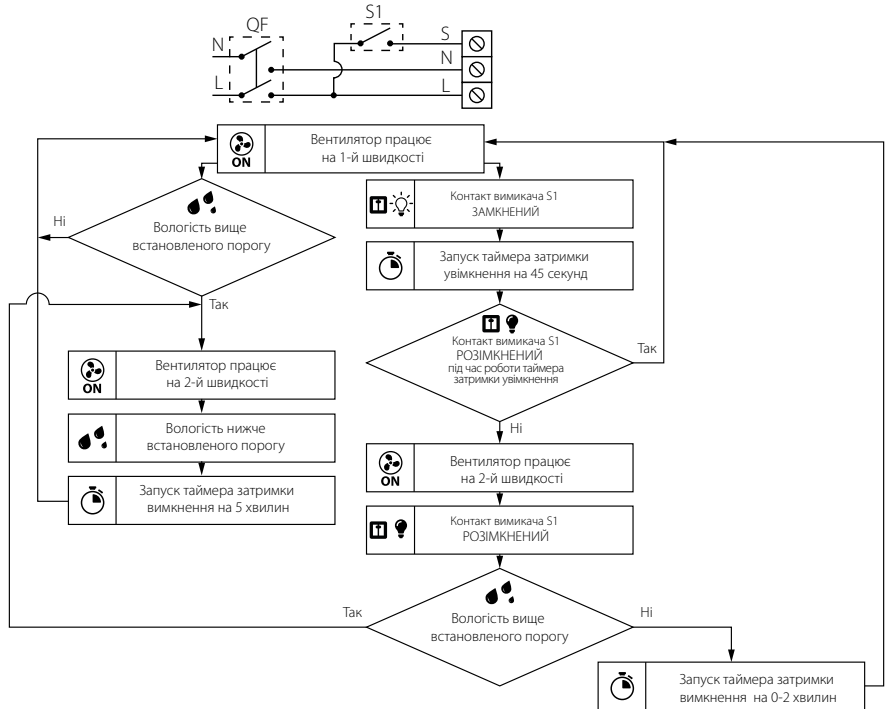 QF
S1
N
L
S
N
L
ON
Вентилятор працює
на 1-й швидкості
Вологість вище
встановленого порогу
Ні
Так
ON
Вентилятор працює
на 2-й швидкості
Вологість нижче
встановленого порогу
Запуск таймера затримки
вимкнення на 5 хвилин
Контакт вимикача S1
ЗАМКНЕНИЙ
Запуск таймера затримки
увімкнення на 45 секунд
Контакт вимикача S1
РОЗІМКНЕНИЙ
під час роботи таймера
затримки увімкнення
Так
Ні
ON
Вентилятор працює
на 2-й швидкості
Контакт вимикача S1
РОЗІМКНЕНИЙ
Вологість вище
встановленого порогу
Так
Ні
Запуск таймера затримки
вимкнення на 0-2 хвилин